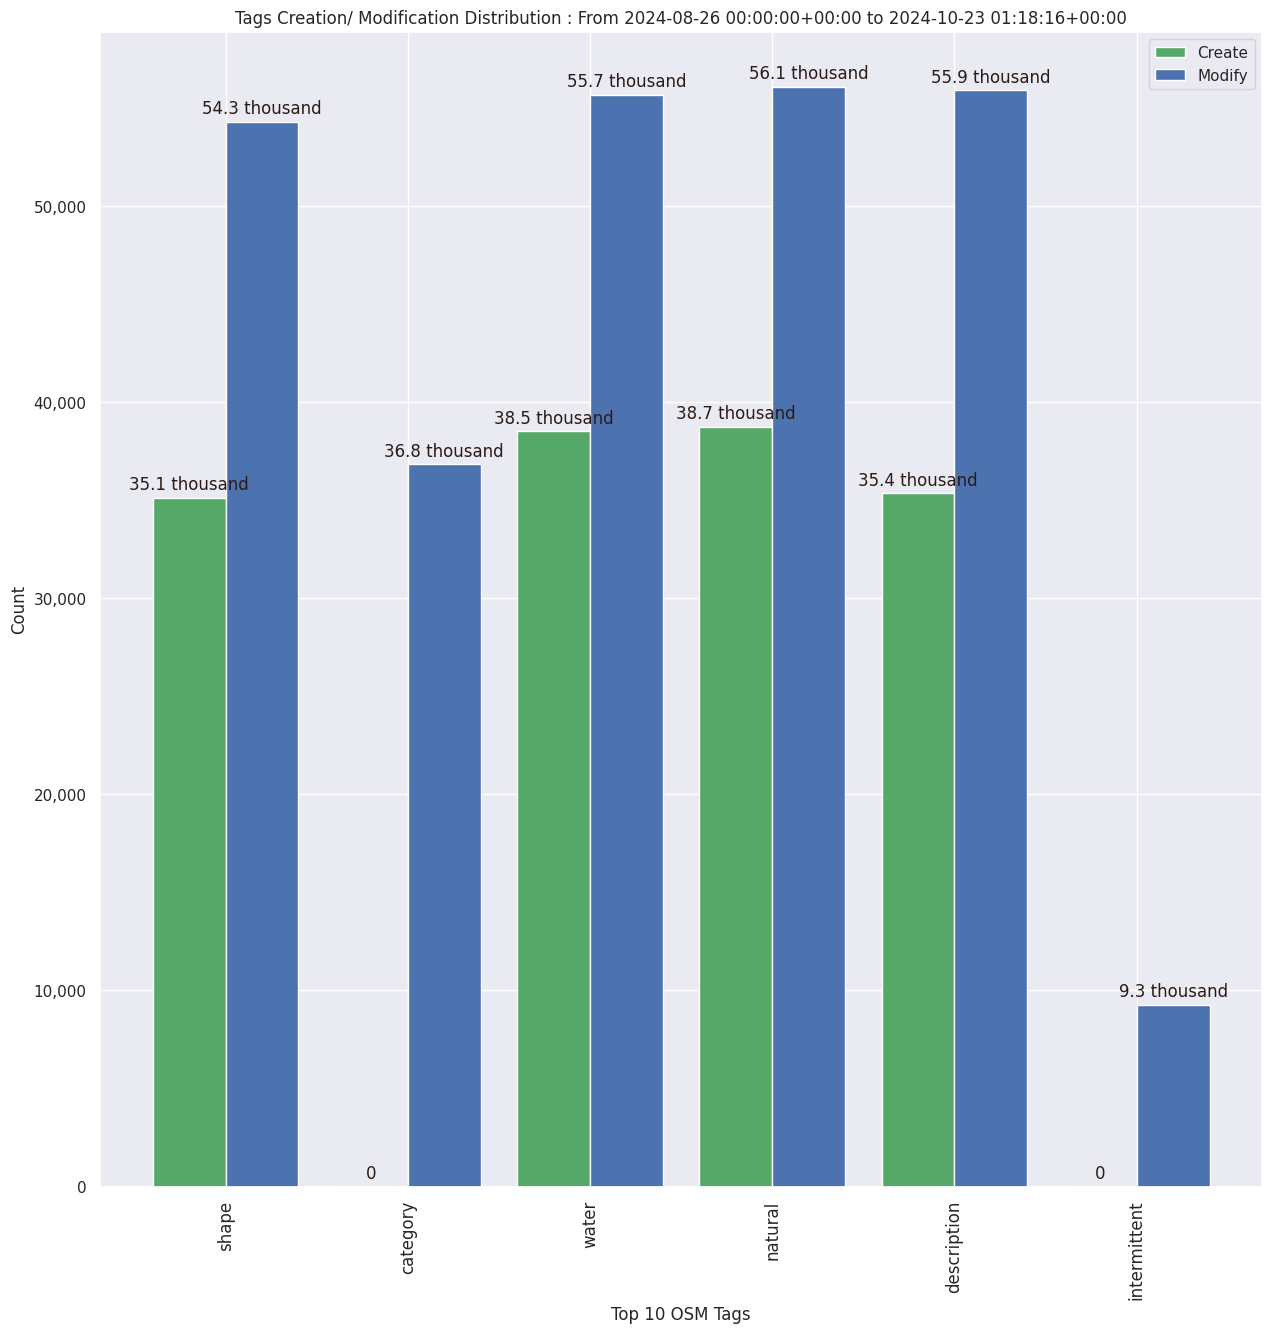 Tags Creation/ Modification Distribution : From 2024-08-26 00:00:00+00:00 to 2024-10-23 01:18:16+00:00
Create
Modify
54.3 thousand
55.7 thousand
56.1 thousand
55.9 thousand
35.1 thousand
36.8 thousand
38.5 thousand
38.7 thousand
35.4 thousand
9.3 thousand
0
0
Count
50,000
40,000
30,000
20,000
10,000
0
shape
category
water
natural
description
intermittent
Top 10 OSM Tags